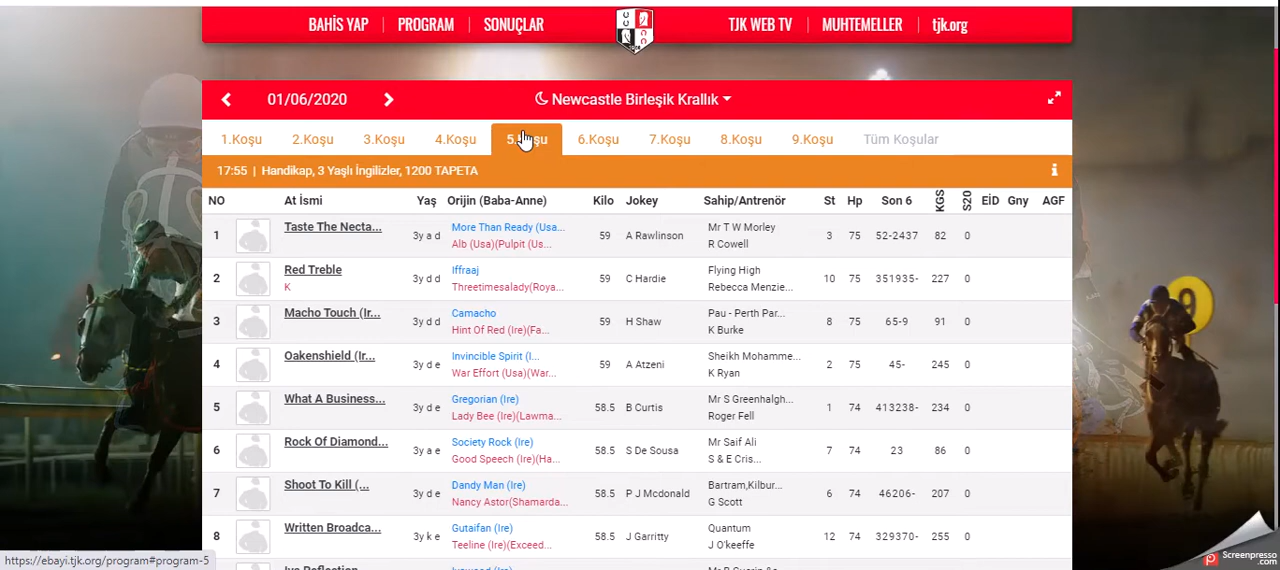 BAHİS YAP | PROGRAM | SONUÇLAR TJK WEB TV | MUHTEMELLER | tjk.org
01/06/2020 Newcastle Birleşik Krallık
1.Koşu 2.Koşu 3.Koşu 4.Koşu 6.Koşu 7.Koşu 8.Koşu 9.Koşu Tüm Koşular
17:55 | Handikap, 3 Yaşlı İngilizler, 1200 TAPETA
NO At İsmi Yaş Orijin (Baba-Anne) Kilo Jokey Sahip/Antrenör St Hp Son 6 KGS S20 EİD Gny AGF
1 Taste The Necta... 3y a d More Than Ready (Usa... 59 A Rawlinson Mr T W Morley 3 75 52-2437 82 0
Alb (Usa)(Pulpit (Us... R Cowell
2 Red Treble 3y d d Iffraaj 59 C Hardie Flying High 10 75 351935- 227 0
K Threetimesalady(Roya... Rebecca Menzie...
3 Macho Touch (Ir... 3y d d Camacho 59 H Shaw Pau - Perth Par... 8 75 65-9 91 0
Hint Of Red (Ire)(Fa... K Burke
4 Oakenshield (Ir... 3y d e Invincible Spirit (I... 59 A Atzeni Sheikh Mohamme... 2 75 45- 245 0
War Effort (Usa)(War... K Ryan
5 What A Business... 3y d e Gregorian (Ire) 58.5 B Curtis Mr S Greenhalgh... 1 74 413238- 234 0
Lady Bee (Ire)(Lawma... Roger Fell
6 Rock Of Diamond... 3y a e Society Rock (Ire) 58.5 S De Sousa Mr Saif Ali 7 74 23 86 0
Good Speech (Ire)(Ha... S & E Cris...
7 Shoot To Kill (... 3y d e Dandy Man (Ire) 58.5 P J Mcdonald Bartram,Kilbur... 6 74 46206- 207 0
Nancy Astor(Shamarda... G Scott
8 Written Broadca... 3y k e Gutaifan (Ire) 58.5 J Garritty Quantum 12 74 329370- 255 0
Teeline (Ire)(Exceed... J O'keeffe
https://ebayi.tjk.org/program#program-5
Screenpresso
.com
9